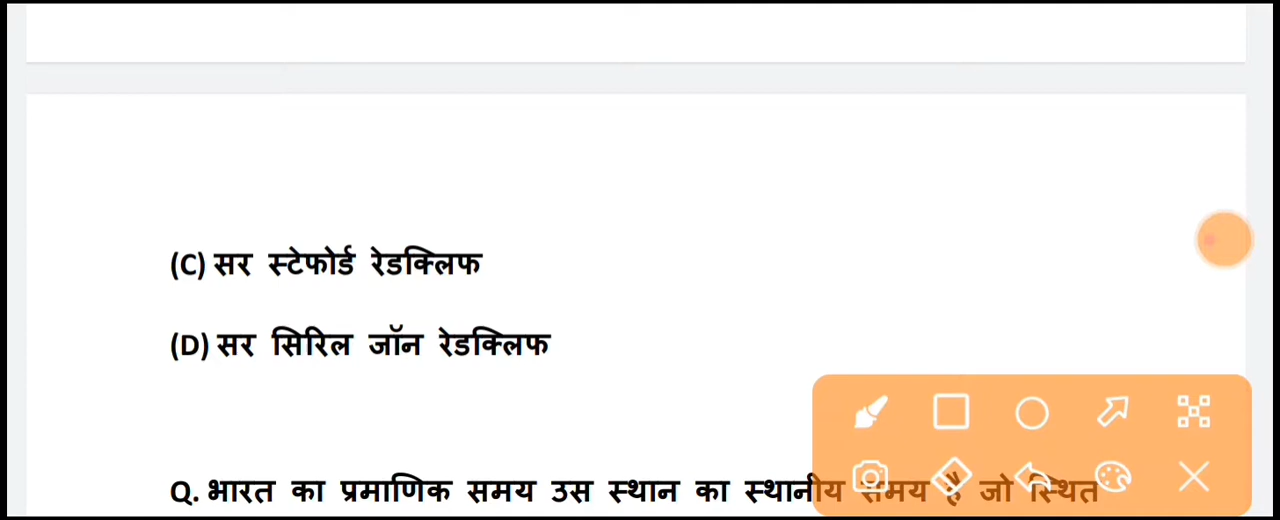 (C) सर स्टेफोर्ड रेडक्लिफ
(D) सर सिरिल जॉन रेडक्लिफ
Q. भारत का प्रमाणिक समय उस स्थान का स्थानीय समय है जो स्थित